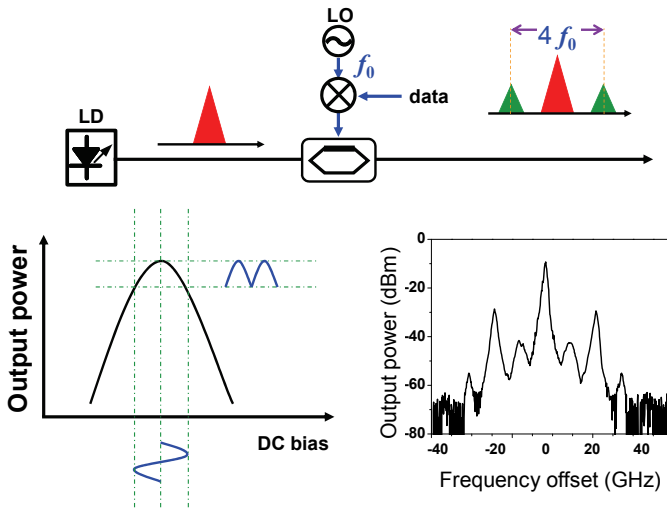 LO
4 f0
f0
data
LD
Output power
DC bias
Output power (dBm)
0
-20
-40
-60
-80
-40 -20 0 20 40
Frequency offset (GHz)